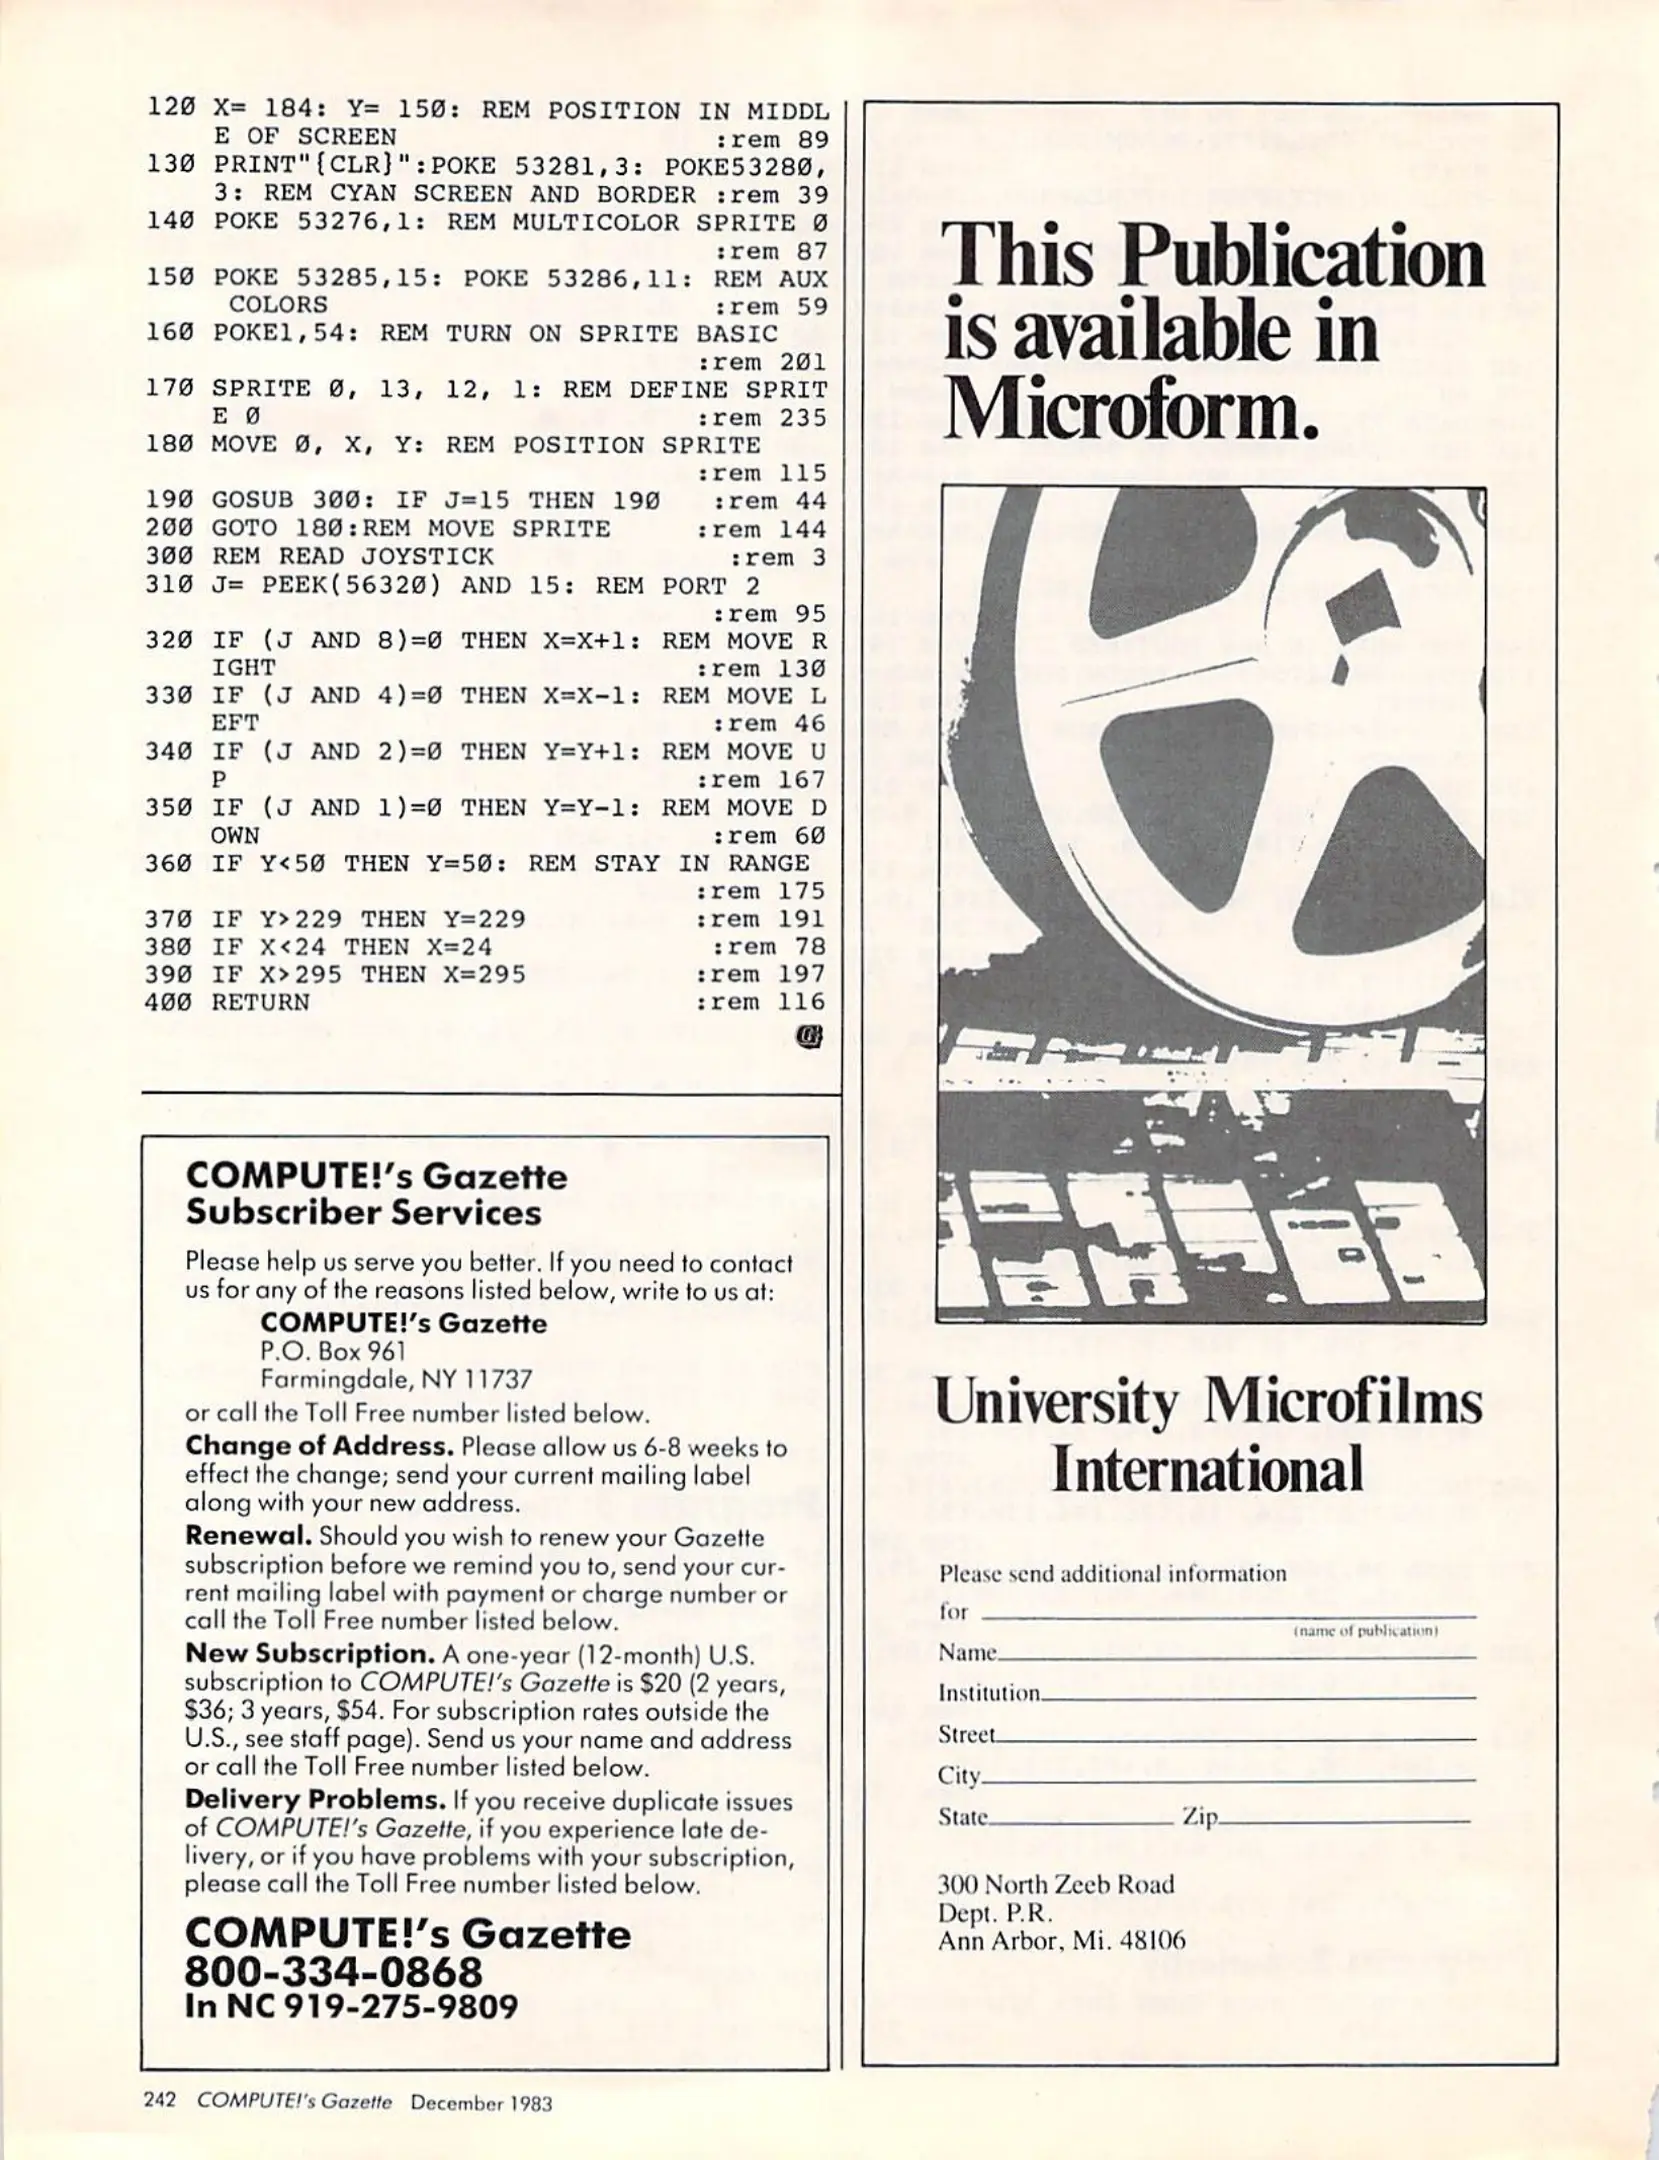 120 X= 184: Y= 150: REM POSITION IN MIDDL
E OF SCREEN :rem 89
130 PRINT"{CLR}":POKE 53281,3: POKE53280,
3: REM CYAN SCREEN AND BORDER :rem 39
140 POKE 53276,1: REM MULTICOLOR SPRITE 0
:rem 87
150 POKE 53285,15: POKE 53286,11: REM AUX
COLORS :rem 59
160 POKE1,54: REM TURN ON SPRITE BASIC
:rem 201
170 SPRITE 0, 13, 12, 1: REM DEFINE SPRIT
E 0 :rem 235
180 MOVE 0, X, Y: REM POSITION SPRITE
:rem 115
190 GOSUB 300: IF J=15 THEN 190 :rem 44
200 GOTO 180:REM MOVE SPRITE :rem 144
300 REM READ JOYSTICK :rem 3
310 J= PEEK(56320) AND 15: REM PORT 2
:rem 95
320 IF (J AND 8)=0 THEN X=X+1: REM MOVE R
IGHT :rem 130
330 IF (J AND 4)=0 THEN X=X-1: REM MOVE L
EFT :rem 46
340 IF (J AND 2)=0 THEN Y=Y+1: REM MOVE U
P :rem 167
350 IF (J AND 1)=0 THEN Y=Y-1: REM MOVE D
OWN :rem 60
360 IF Y<50 THEN Y=50: REM STAY IN RANGE
:rem 175
370 IF Y>229 THEN Y=229 :rem 191
380 IF X<24 THEN X=24 :rem 78
390 IF X>295 THEN X=295 :rem 197
400 RETURN :rem 116
G
COMPUTE!'s Gazette
Subscriber Services
Please help us serve you better. If you need to contact
us for any of the reasons listed below, write to us at:
COMPUTE!'s Gazette
P.O. Box 961
Farmingdale, NY 11737
or call the Toll Free number listed below.
Change of Address. Please allow us 6-8 weeks to
effect the change; send your current mailing label
along with your new address.
Renewal. Should you wish to renew your Gazette
subscription before we remind you to, send your cur-
rent mailing label with payment or charge number or
call the Toll Free number listed below.
New Subscription. A one-year (12-month) U.S.
subscription to COMPUTE!'s Gazette is $20 (2 years,
$36; 3 years, $54. For subscription rates outside the
U.S., see staff page). Send us your name and address
or call the Toll Free number listed below.
Delivery Problems. If you receive duplicate issues
of COMPUTE!'s Gazette, if you experience late de-
livery, or if you have problems with your subscription,
please call the Toll Free number listed below.
COMPUTE!'s Gazette
800-334-0868
In NC 919-275-9809
This Publication
is available in
Microform.
University Microfilms
International
Please send additional information
for
(name of publication)
Name
Institution
Street
City
State Zip
300 North Zeeb Road
Dept. P.R.
Ann Arbor, Mi. 48106
242 COMPUTE!'s Gazette December 1983